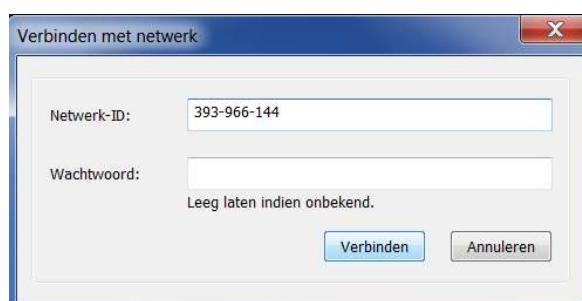 Verbinden met netwerk
Netwerk-ID: 393-966-144
Wachtwoord:
Leeg laten indien onbekend.
Verbinden Annuleren